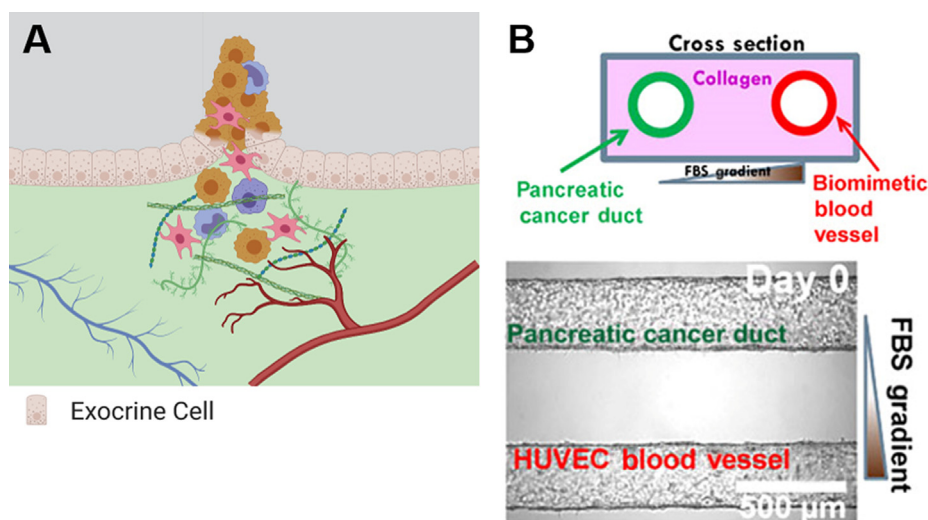 A
Exocrine Cell
B
Cross section
Collagen
FBS gradient
Pancreatic
cancer duct
Biomimetic
blood
vessel
Day 0
Pancreatic cancer duct
HUVEC blood vessel
500 µm
FBS gradient